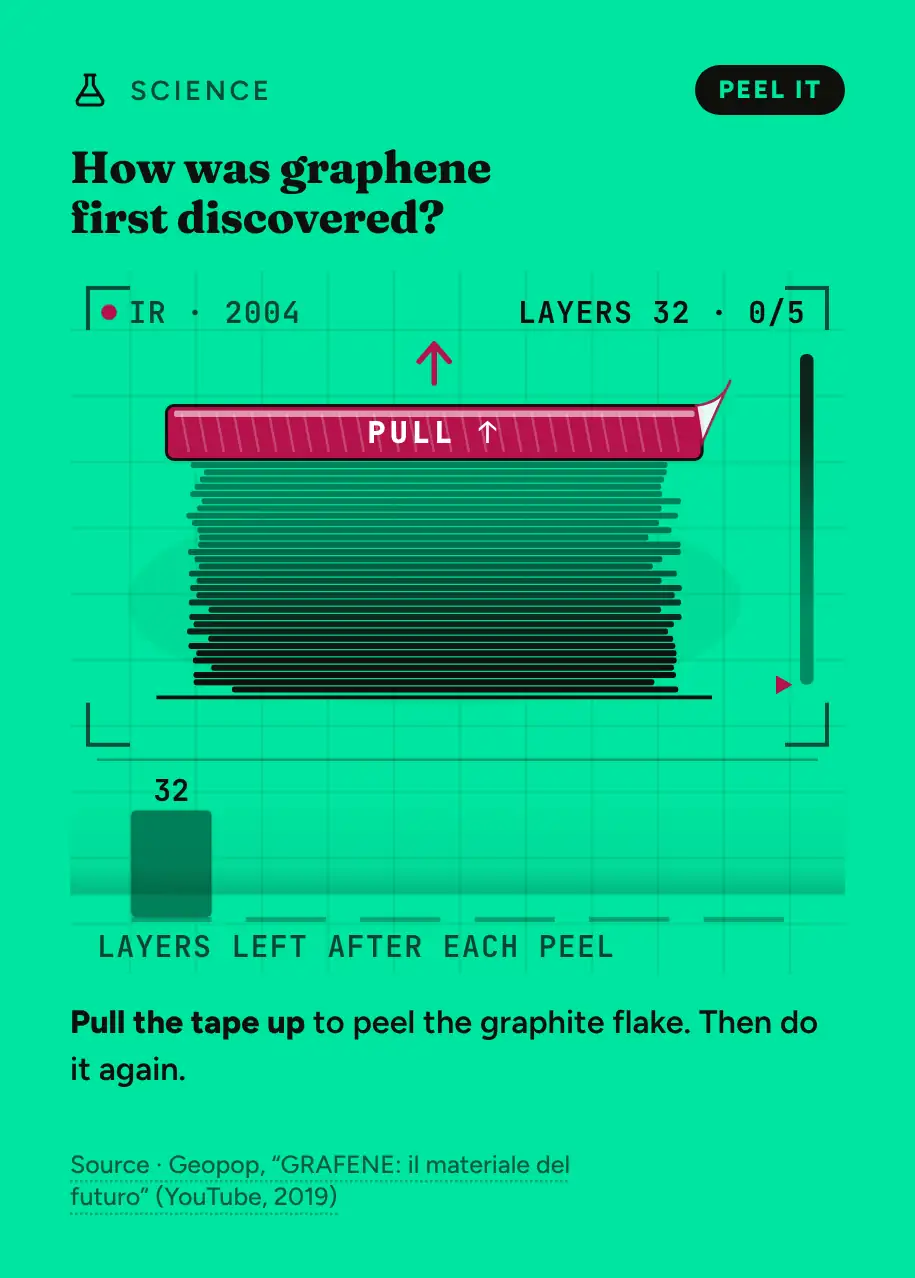 SCIENCE
PEEL IT
How was graphene
first discovered?
IR · 2004
LAYERS 32 · 0/5
PULL ↑
32
LAYERS LEFT AFTER EACH PEEL
Pull the tape up to peel the graphite flake. Then do
it again.
Source · Geopop, “GRAFENE: il materiale del
futuro” (YouTube, 2019)